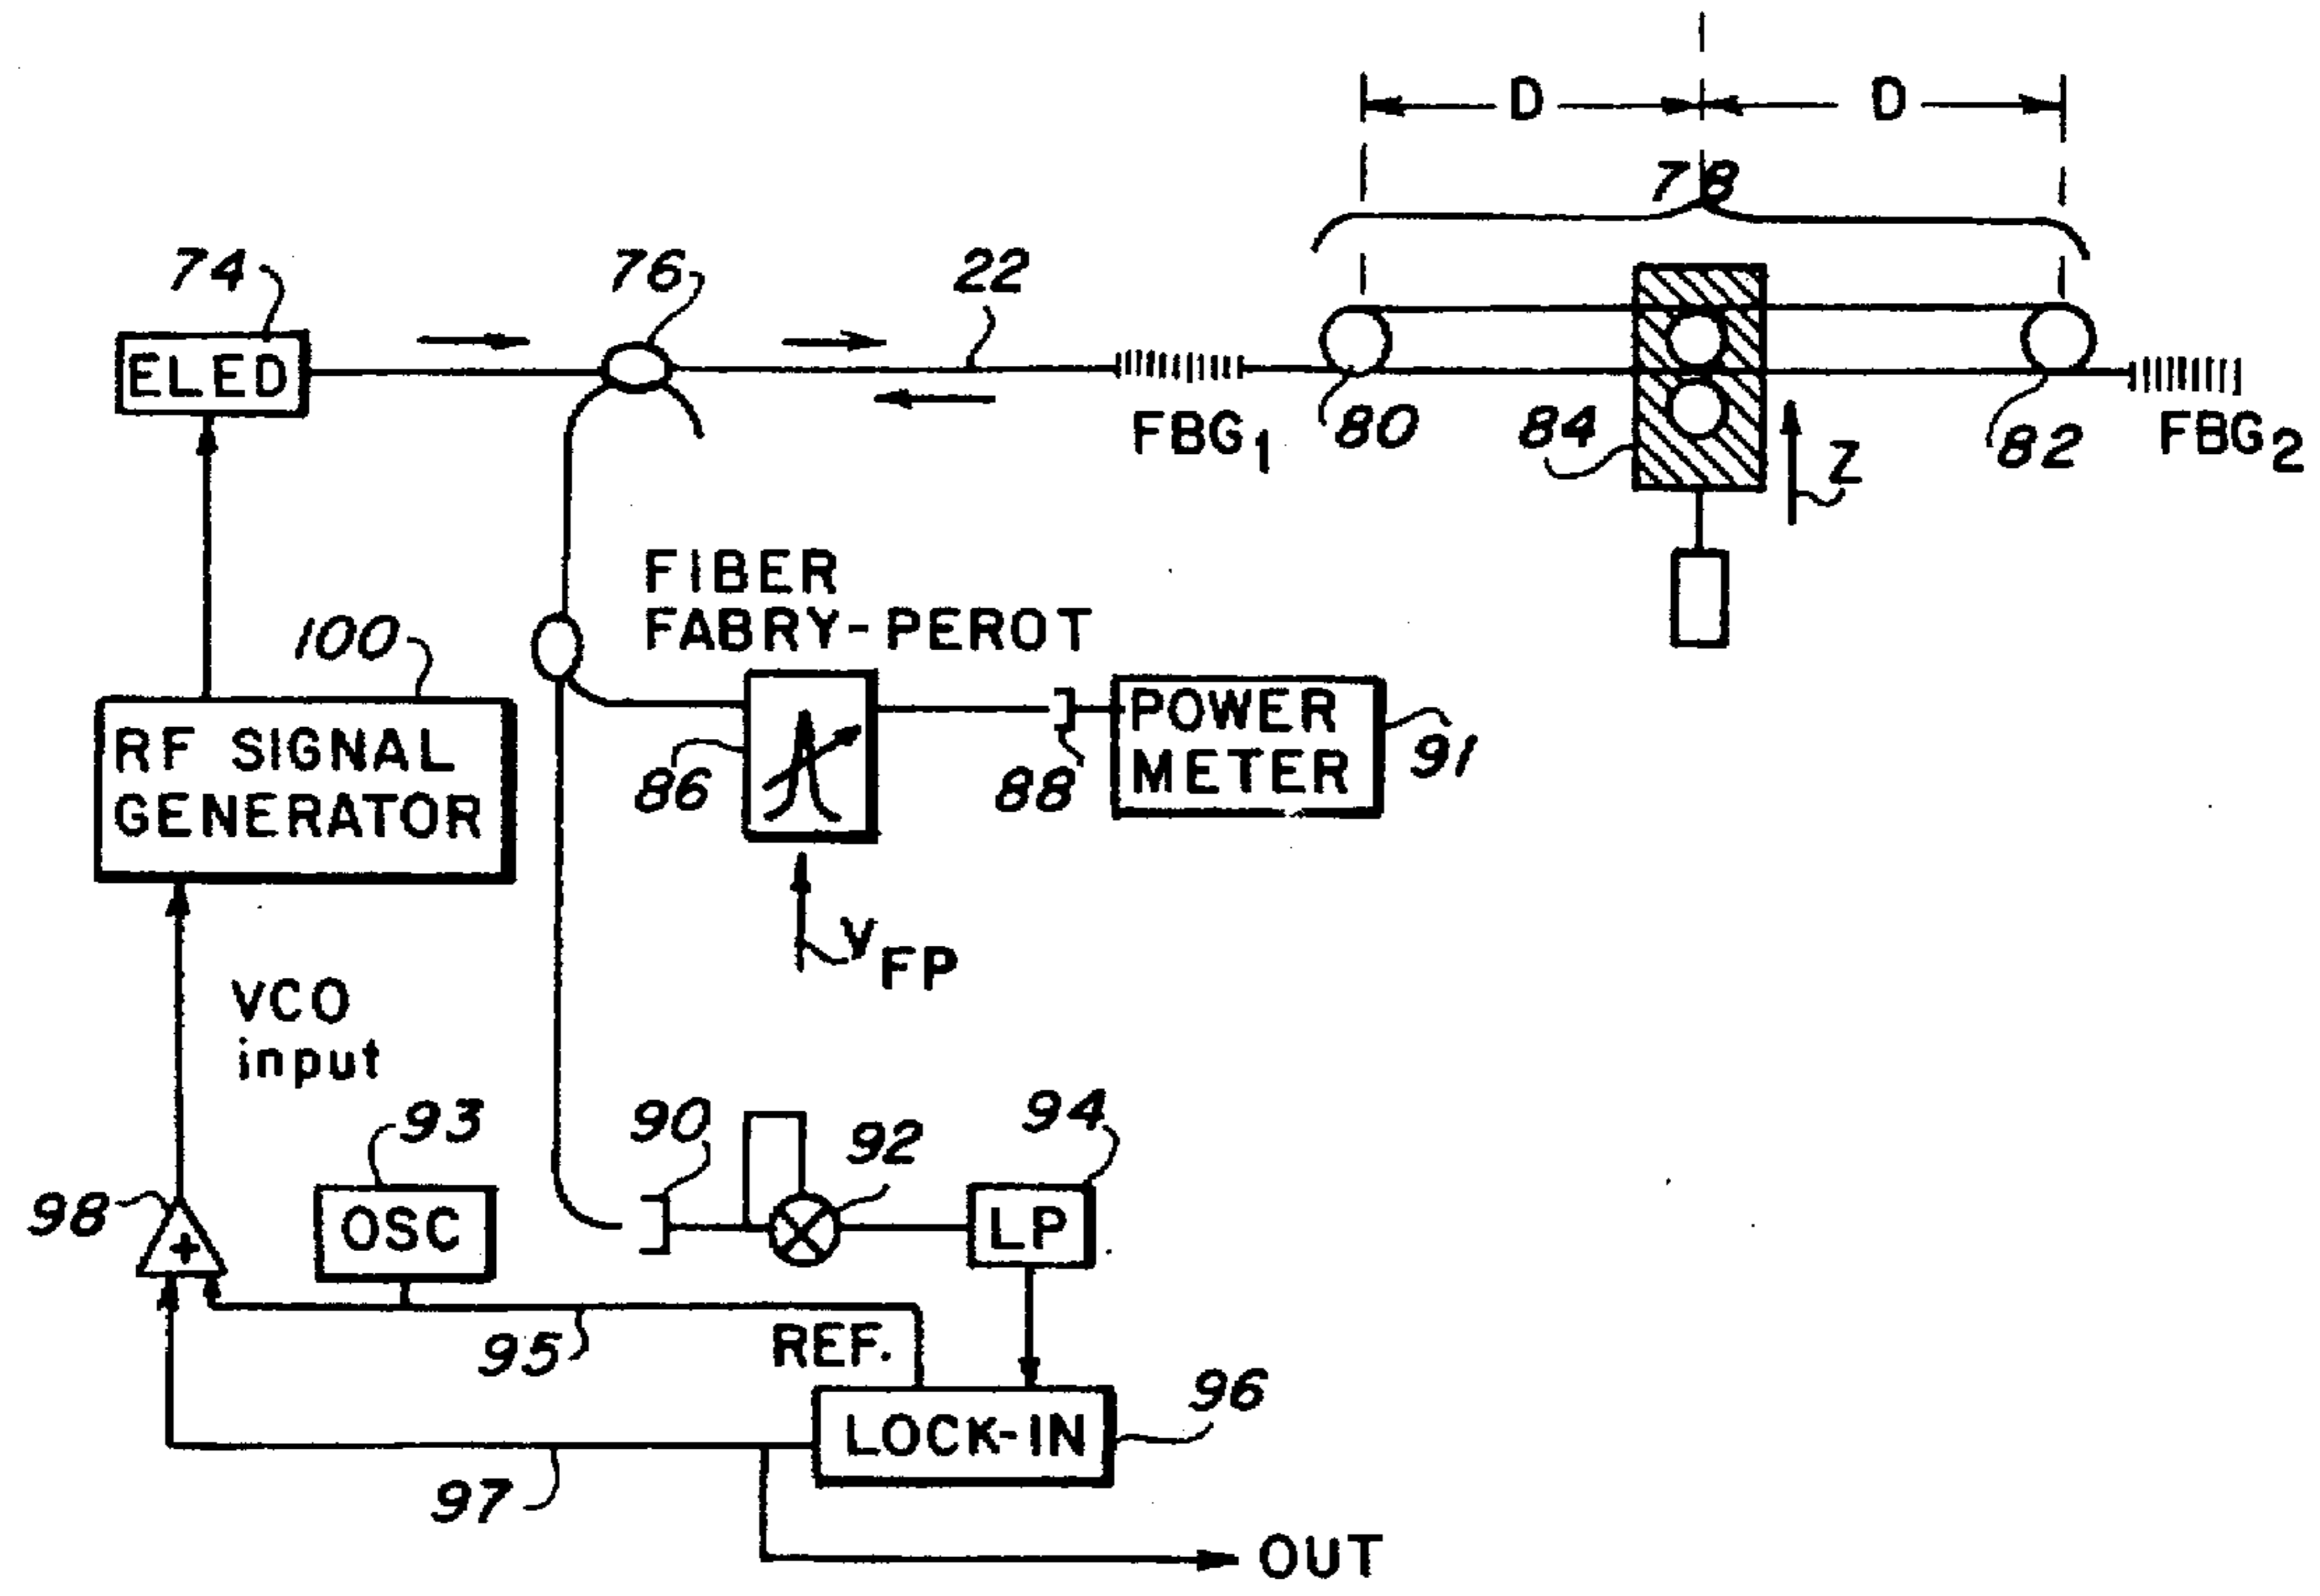 D
D
78
74
76
22
ELED
FBG1
80
84
Z
82
FBG2
FIBER
FABRY-PEROT
100
RF SIGNAL
GENERATOR
86
88
POWER
METER
91
VFP
VCO
input
93
90
92
94
98
+
OSC
LP
95
REF.
96
LOCK-IN
97
OUT